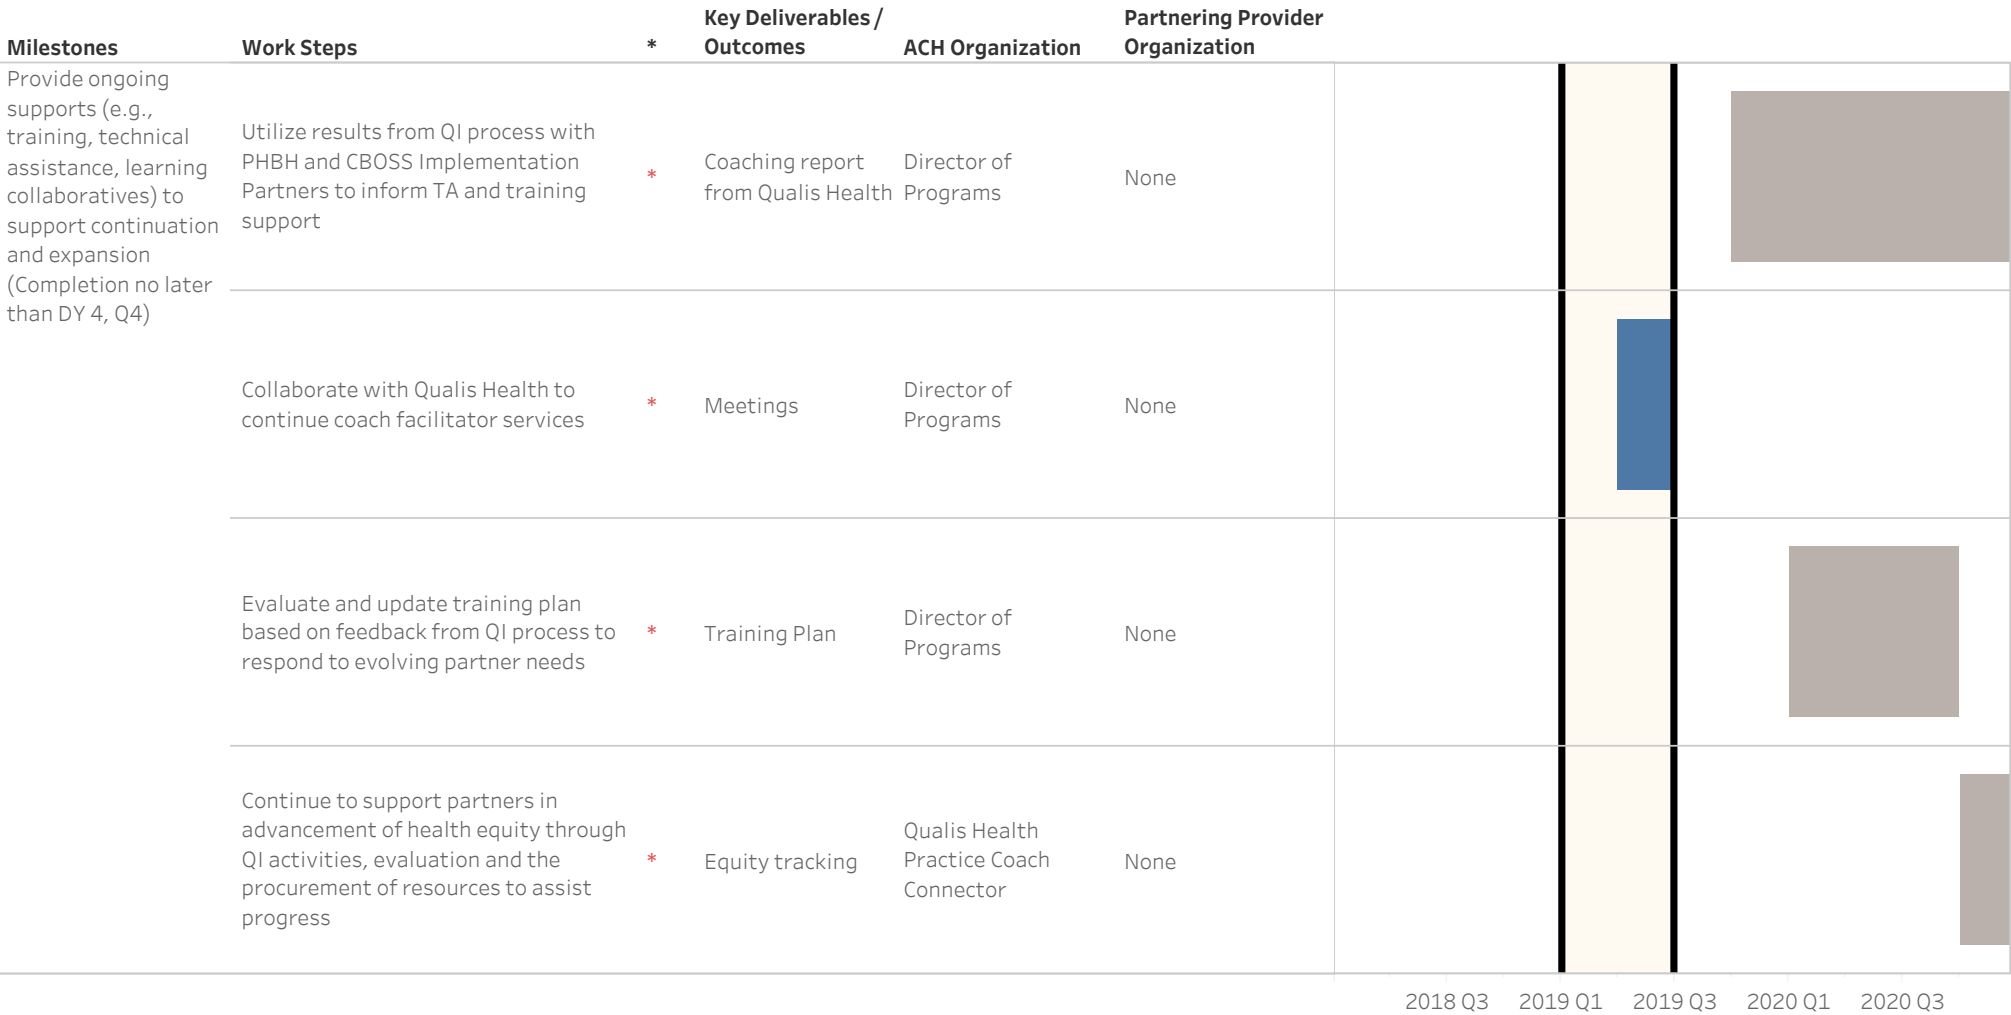 Milestones
Work Steps
*
Key Deliverables /
Outcomes
ACH Organization
Partnering Provider
Organization
Provide ongoing
supports (e.g.,
training, technical
assistance, learning
collaboratives) to
support continuation
and expansion
(Completion no later
than DY 4, Q4)
Utilize results from QI process with
PHBH and CBOSS Implementation
Partners to inform TA and training
support
*
Coaching report
from Qualis Health
Director of
Programs
None
Collaborate with Qualis Health to
continue coach facilitator services
*
Meetings
Director of
Programs
None
Evaluate and update training plan
based on feedback from QI process to
respond to evolving partner needs
*
Training Plan
Director of
Programs
None
Continue to support partners in
advancement of health equity through
QI activities, evaluation and the
procurement of resources to assist
progress
*
Equity tracking
Qualis Health
Practice Coach
Connector
None
2018 Q3
2019 Q1
2019 Q3
2020 Q1
2020 Q3